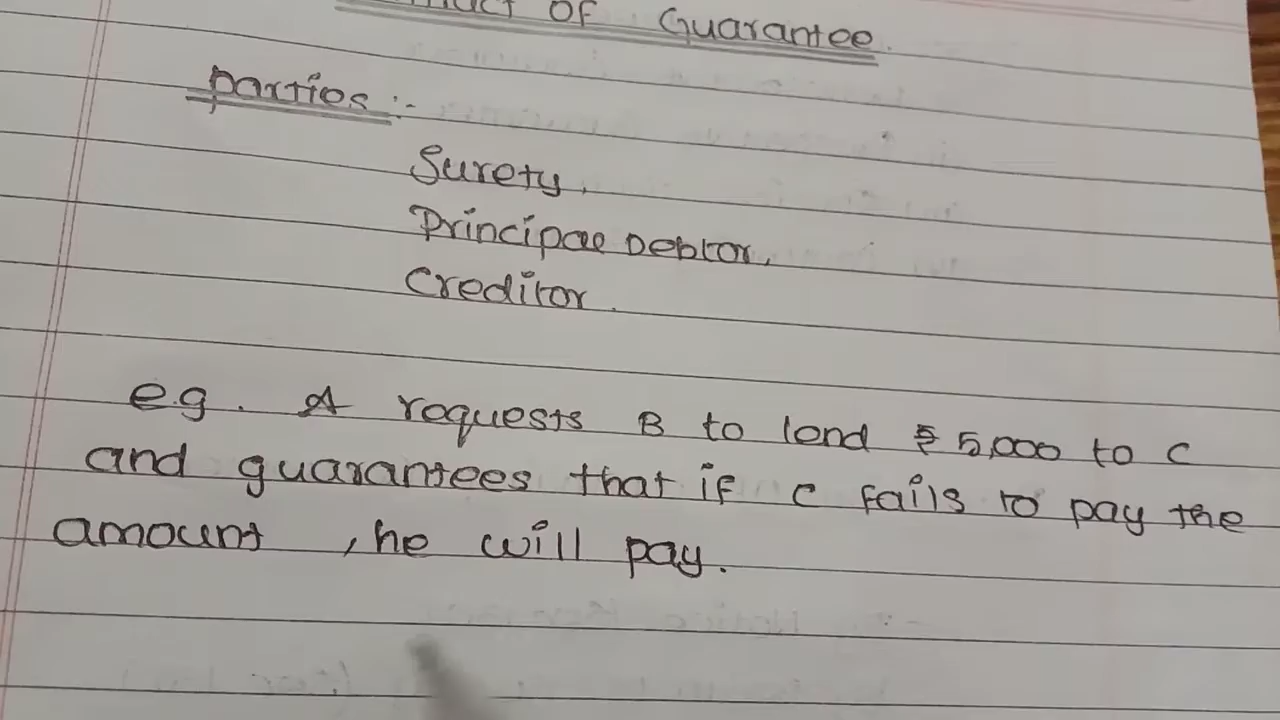 OF Guarantee.
parties :-
Surety,
Principal Debtor,
Creditor.
e.g. A requests B to lend ₹ 5,000 to C
and guarantees that if C fails to pay the
amount, he will pay.